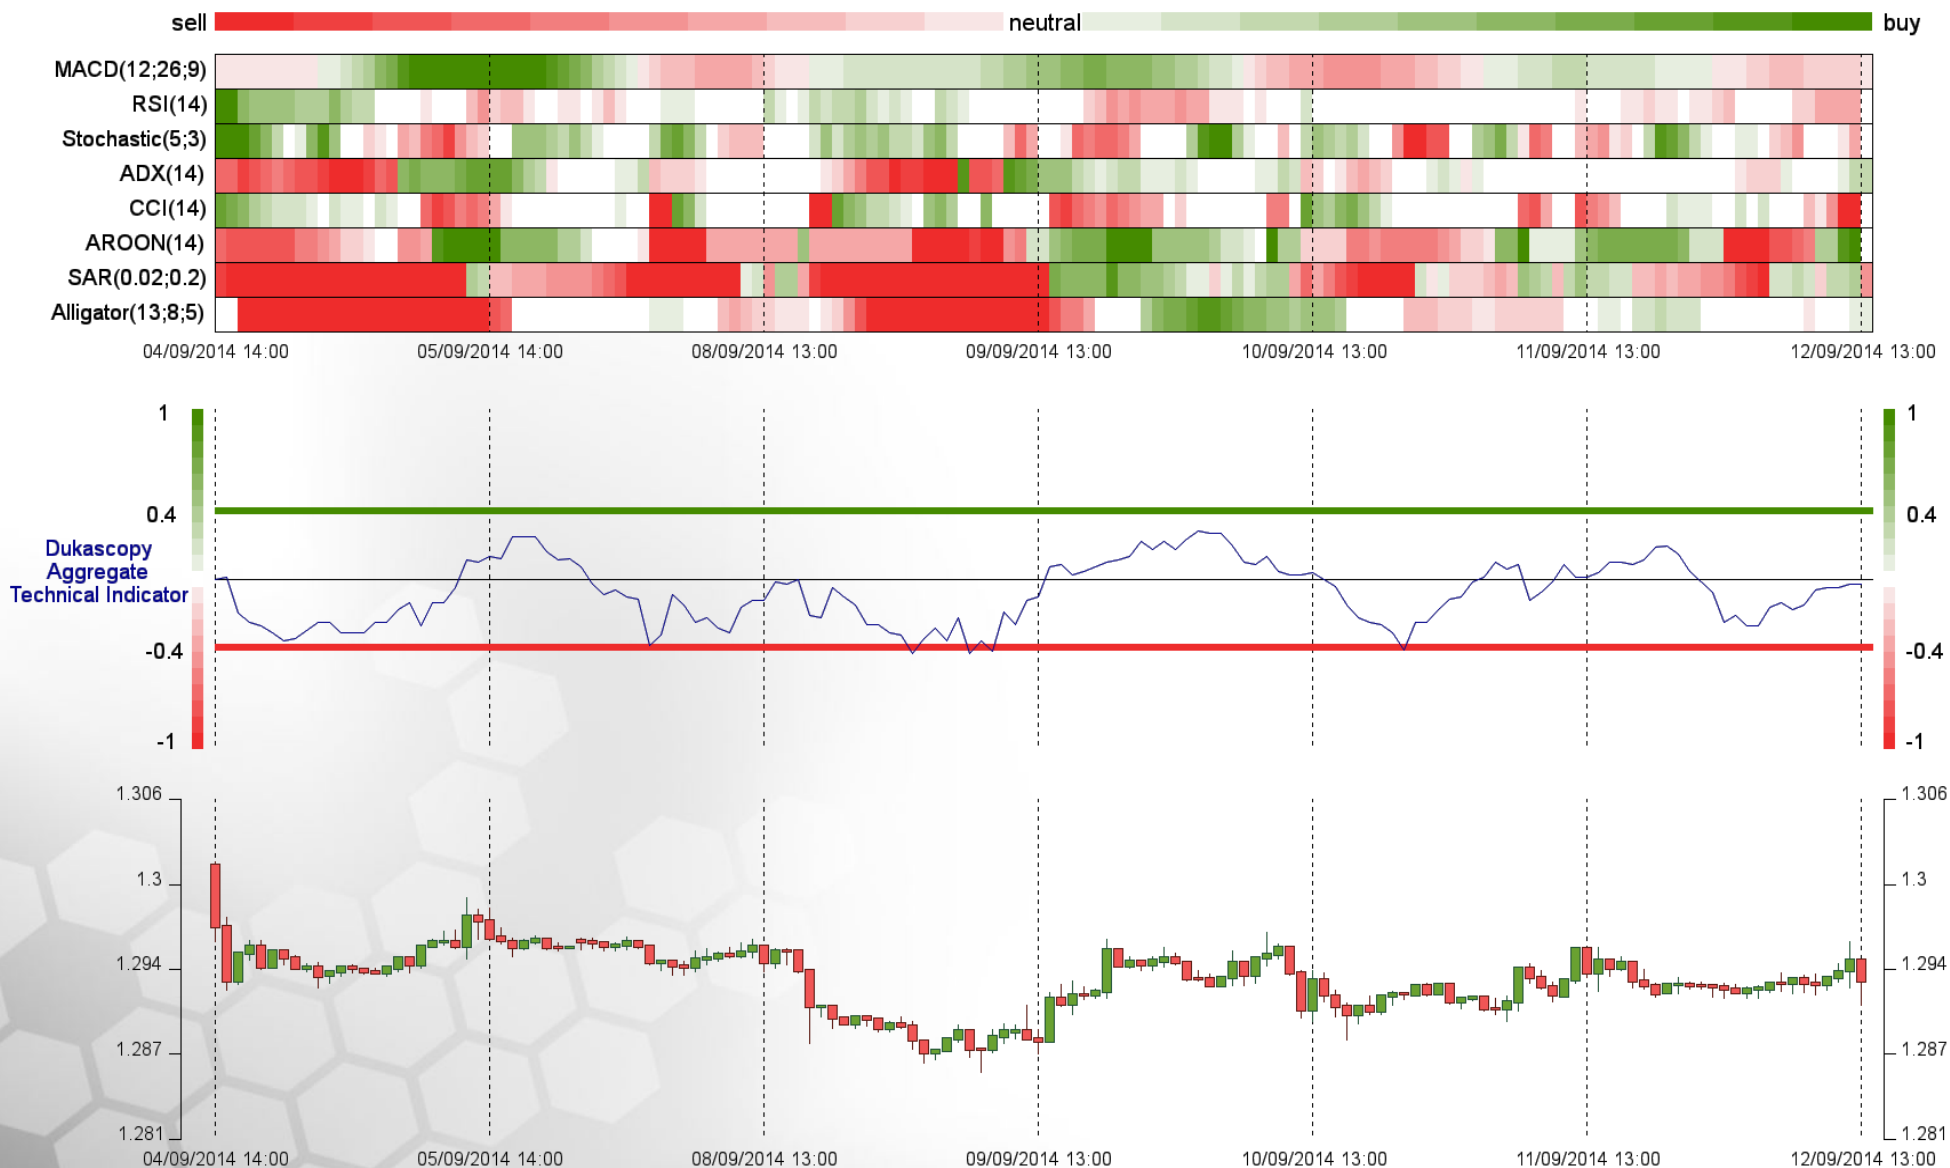 sell neutral buy
MACD(12;26;9)
RSI(14)
Stochastic(5;3)
ADX(14)
CCI(14)
AROON(14)
SAR(0.02;0.2)
Alligator(13;8;5)
04/09/2014 14:00 05/09/2014 14:00 08/09/2014 13:00 09/09/2014 13:00 10/09/2014 13:00 11/09/2014 13:00 12/09/2014 13:00
1 1
0.4 0.4
Dukascopy
Aggregate
Technical Indicator
-0.4 -0.4
-1 -1
1.306 1.306
1.3 1.3
1.294 1.294
1.287 1.287
1.281 1.281
04/09/2014 14:00 05/09/2014 14:00 08/09/2014 13:00 09/09/2014 13:00 10/09/2014 13:00 11/09/2014 13:00 12/09/2014 13:00